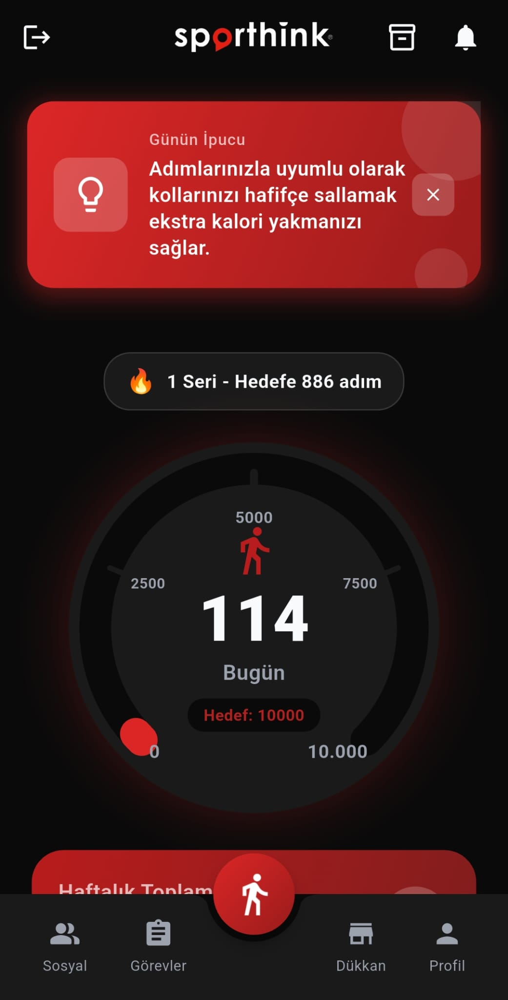 sporthink®
Günün İpucu
Adımlarınızla uyumlu olarak
kollarınızı hafifçe sallamak
ekstra kalori yakmanızı
sağlar.
🔥 1 Seri - Hedefe 886 adım
5000
2500
7500
114
Bugün
Hedef: 10000
0
10.000
Haftalık Toplam
Sosyal
Görevler
Dükkan
Profil